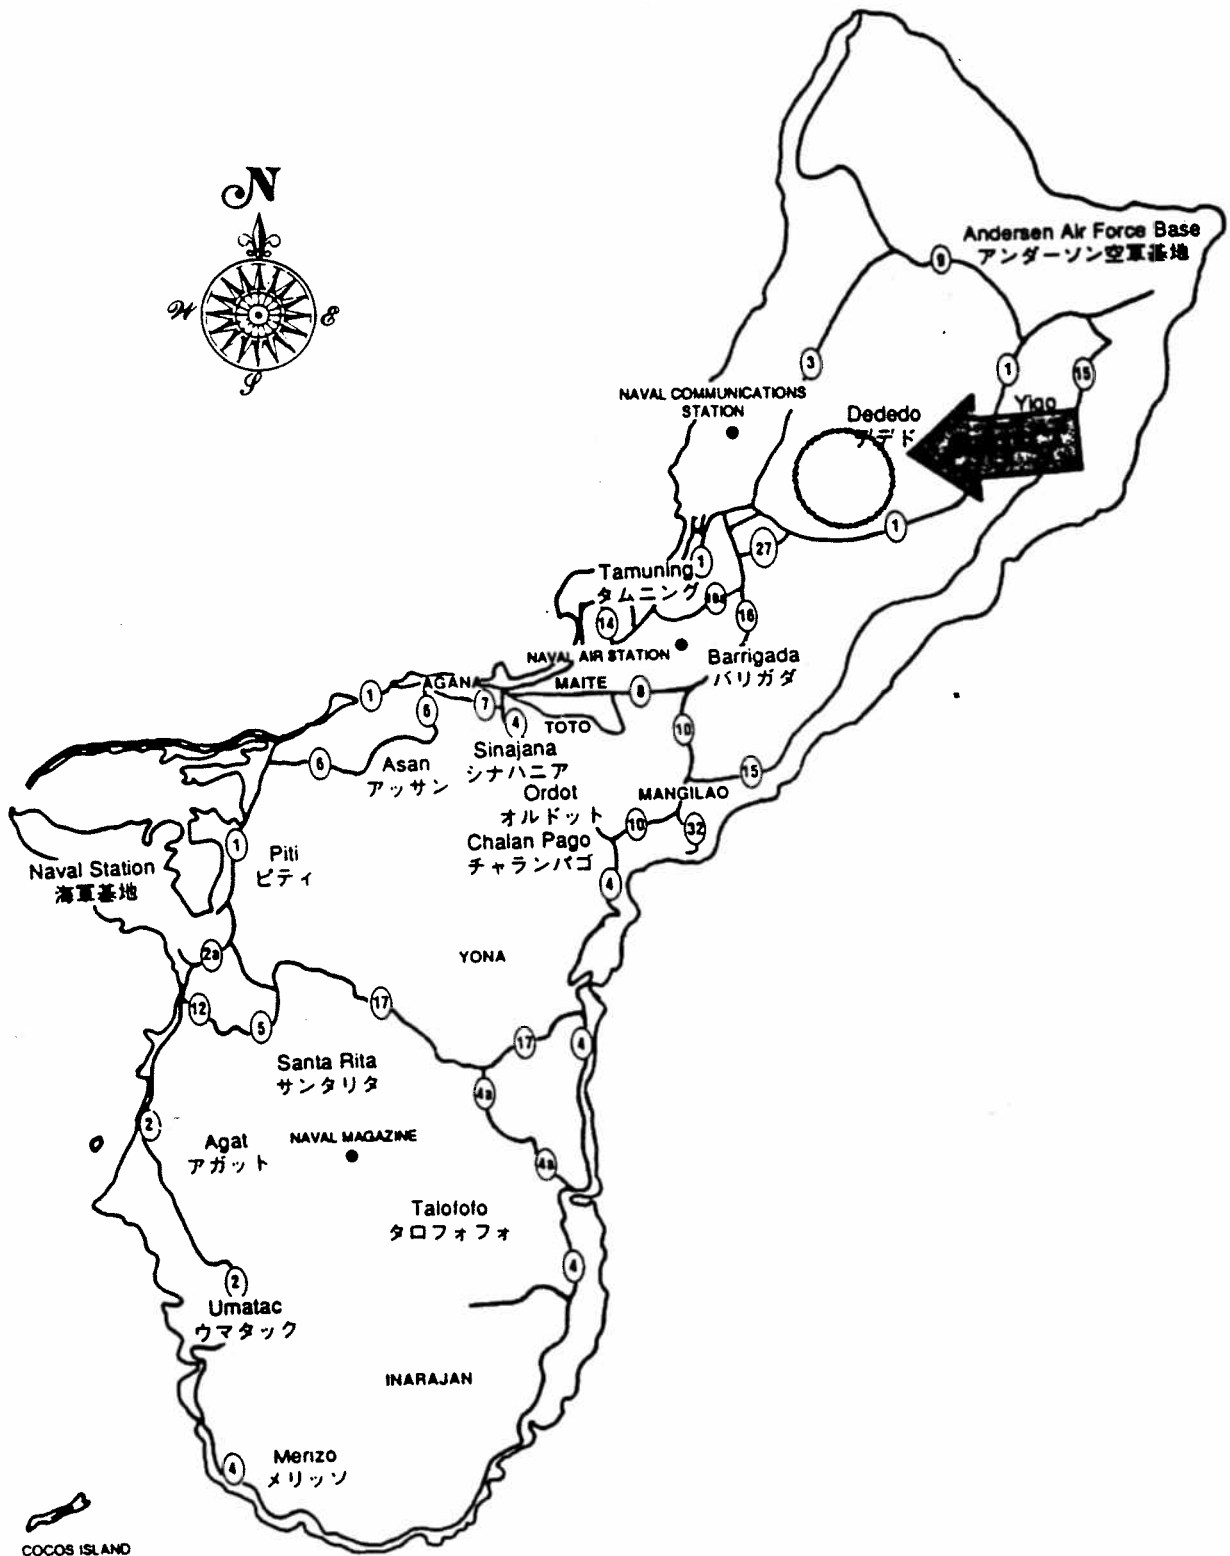 N
W
E
S
Andersen Air Force Base
アンダーソン空軍基地
9
3
1
15
NAVAL COMMUNICATIONS
STATION
Yigo
Dededo
デデド
1
27
1
Tamuning
タムニング
10a
16
14
NAVAL AIR STATION
Barrigada
バリガダ
AGANA
MAITE
8
1
6
7
4
TOTO
10
Sinajana
シナハニア
Asan
アッサン
6
15
Ordot
オルドット
MANGILAO
10
32
Chalan Pago
チャランパゴ
1
Piti
ピティ
Naval Station
海軍基地
4
YONA
2a
12
5
17
17
4
Santa Rita
サンタリタ
4a
2
Agat
アガット
NAVAL MAGAZINE
4a
Talofofo
タロフォフォ
4
2
Umatac
ウマタック
INARAJAN
4
Merizo
メリッソ
COCOS ISLAND